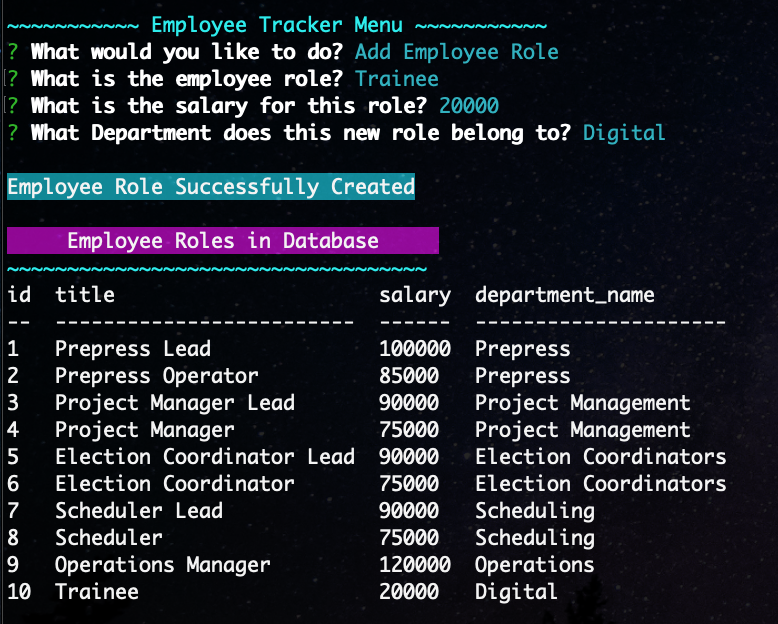 ~~~~~~~~~~~ Employee Tracker Menu ~~~~~~~~~~~
? What would you like to do? Add Employee Role
? What is the employee role? Trainee
? What is the salary for this role? 20000
? What Department does this new role belong to? Digital
Employee Role Successfully Created
Employee Roles in Database
~~~~~~~~~~~~~~~~~~~~~~~~~~~~~~~~~~~
id  title                       salary  department_name
--  -------------------------  ------  ---------------------
1   Prepress Lead              100000  Prepress
2   Prepress Operator          85000   Prepress
3   Project Manager Lead       90000   Project Management
4   Project Manager            75000   Project Management
5   Election Coordinator Lead  90000   Election Coordinators
6   Election Coordinator       75000   Election Coordinators
7   Scheduler Lead             90000   Scheduling
8   Scheduler                  75000   Scheduling
9   Operations Manager         120000  Operations
10  Trainee                    20000   Digital